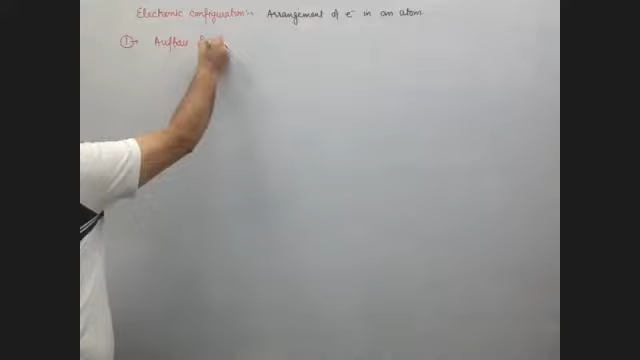 Electronic configuration:- Arrangement of e⁻ in an atom
① → Aufbau